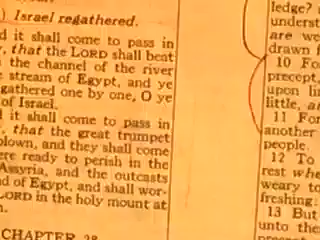 ) Israel regathered.
d it shall come to pass in
, that the LORD shall beat
the channel of the river
stream of Egypt, and ye
gathered one by one, O ye
of Israel.
it shall come to pass in
, that the great trumpet
blown, and they shall come
ere ready to perish in the
Assyria, and the outcasts
d of Egypt, and shall wor-
LORD in the holy mount at
CHAPTER 28
ledge?
underst
are we
drawn f
10 Fo
precept,
upon li
little, a
11 For
another
people.
12 To
rest whe
weary to
freshing:
13 But
unto the